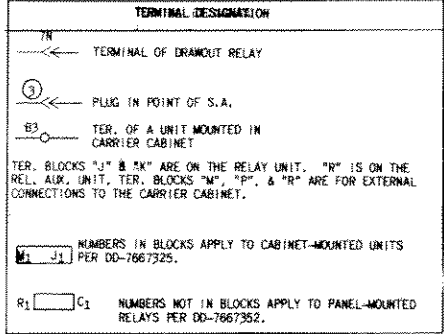 TERMINAL DESIGNATION
7N
TERMINAL OF DRAWOUT RELAY
3
PLUG IN POINT OF S.A.
B3
TER. OF A UNIT MOUNTED IN
CARRIER CABINET
TER. BLOCKS "J" & "K" ARE ON THE RELAY UNIT. "R" IS ON THE
REL. AUX. UNIT, TER. BLOCKS "M", "P", & "R" ARE FOR EXTERNAL
CONNECTIONS TO THE CARRIER CABINET.
M1 J1 NUMBERS IN BLOCKS APPLY TO CABINET-MOUNTED UNITS
PER DD-7667325.
R1 C1 NUMBERS NOT IN BLOCKS APPLY TO PANEL-MOUNTED
RELAYS PER DD-7667352.